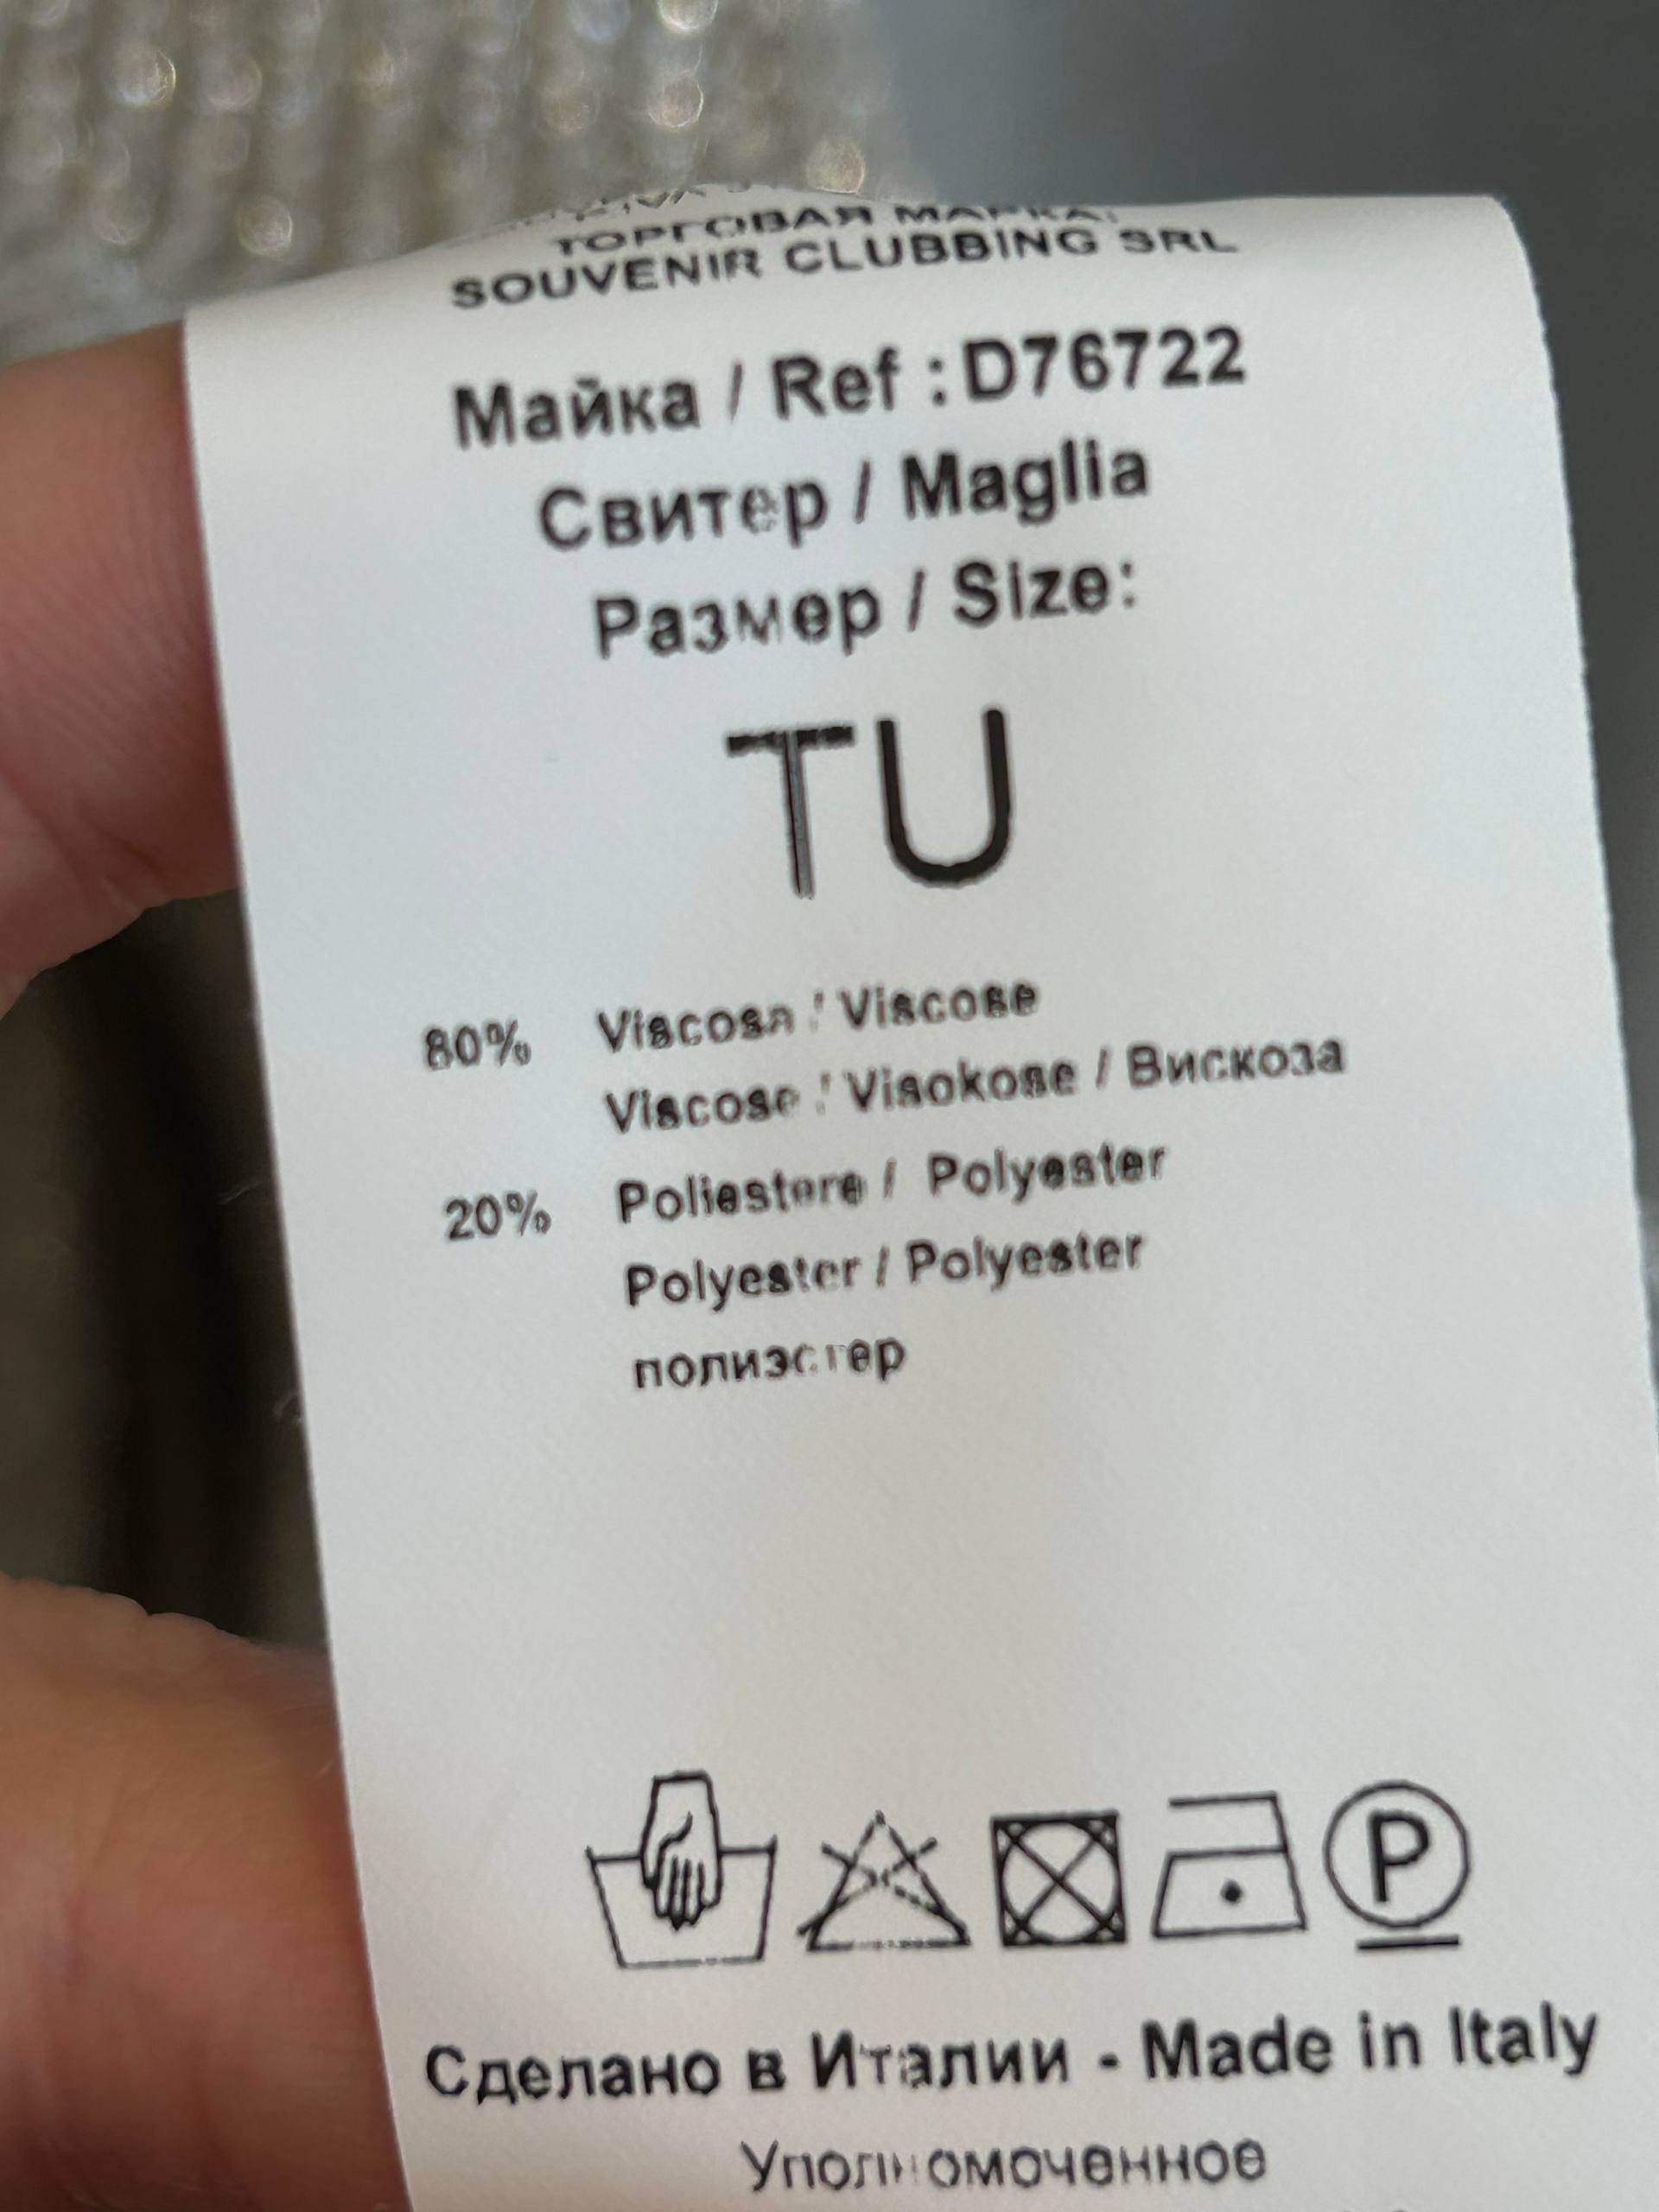 ТОРГОВАЯ МАРКА:
SOUVENIR CLUBBING SRL
Майка / Ref : D76722
Свитер / Maglia
Размер / Size:
TU
80% Viscosa / Viscose
Viscose / Visokose / Вискоза
20% Poliestere / Polyester
Polyester / Polyester
полиэстер
P
Сделано в Италии - Made in Italy
Уполномоченное